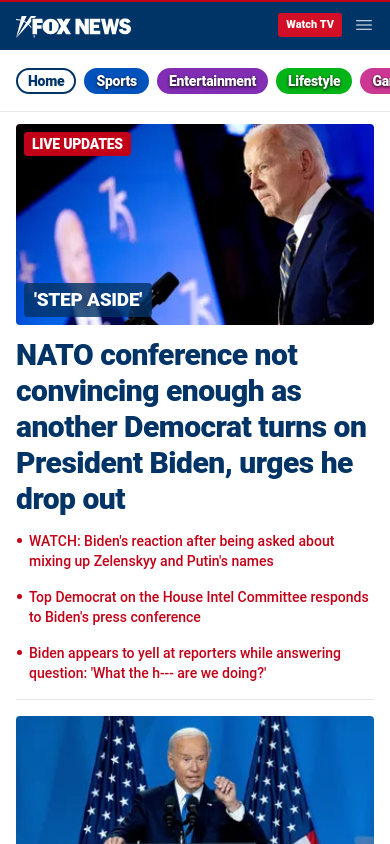 FOX NEWS
Watch TV
Home Sports Entertainment Lifestyle
LIVE UPDATES
'STEP ASIDE'
NATO conference not
convincing enough as
another Democrat turns on
President Biden, urges he
drop out
• WATCH: Biden's reaction after being asked about
mixing up Zelenskyy and Putin's names
• Top Democrat on the House Intel Committee responds
to Biden's press conference
• Biden appears to yell at reporters while answering
question: 'What the h--- are we doing?'